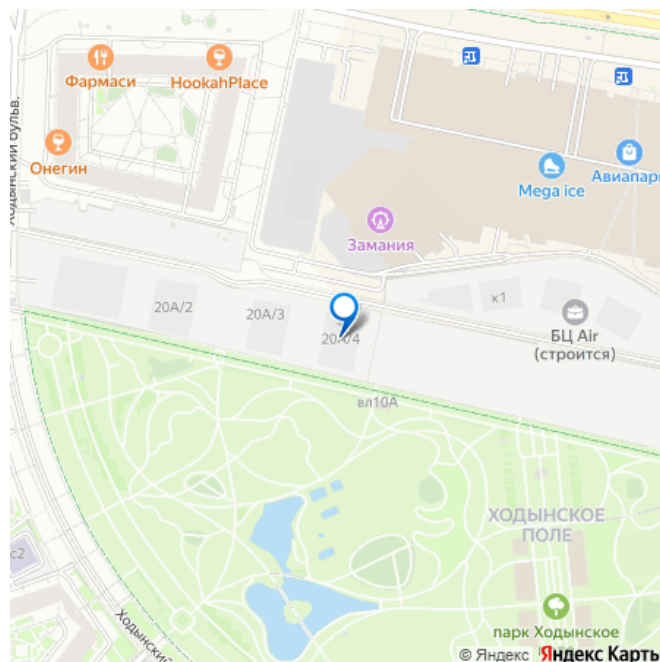 Фармаси
HookahPlace
Онегин
Ходынский бульв.
Mega ice
Авиапарк
Замания
20А/2
20А/3
20А/4
к1
БЦ Air
(строится)
вл10А
ХОДЫНСКОЕ
ПОЛЕ
с2
Ходынский
парк Ходынское
© Яндекс Яндекс Карты